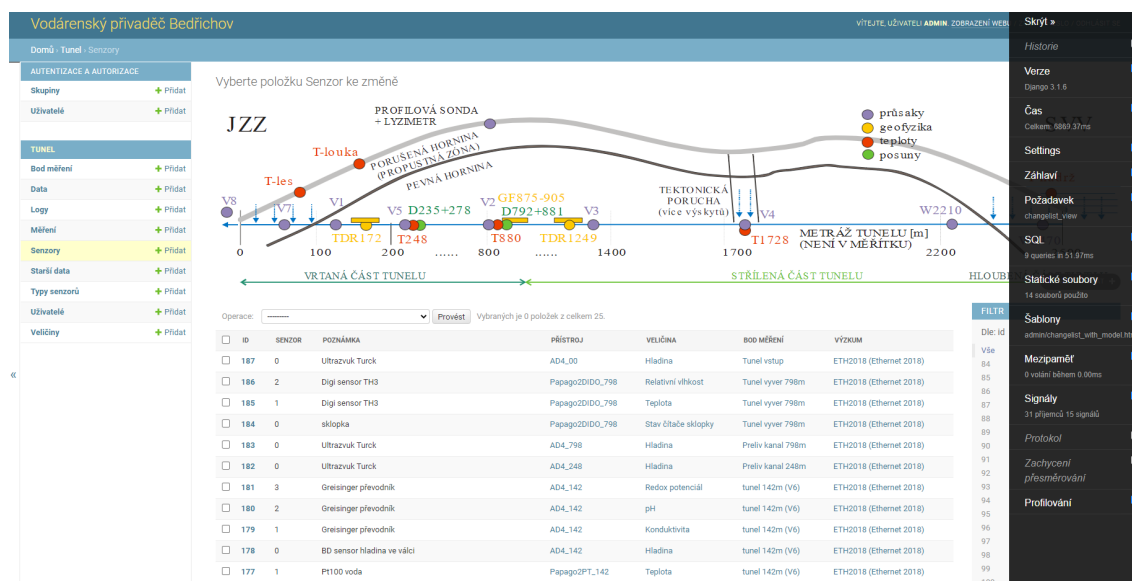 Vodárenský přivaděč Bedřichov
VÍTEJTE, UŽIVATELI ADMIN. ZOBRAZENÍ WEBU
Domů › Tunel › Senzory
AUTENTIZACE A AUTORIZACE
Skupiny + Přidat
Uživatelé + Přidat
TUNEL
Bod měření + Přidat
Data + Přidat
Logy + Přidat
Měření + Přidat
Senzory + Přidat
Starší data + Přidat
Typy senzorů + Přidat
Uživatelé + Přidat
Veličiny + Přidat
«
Vyberte položku Senzor ke změně
JZZ
PROFILOVÁ SONDA
+ LYZIMETR
průsaky
geofyzika
teploty
posuny
T-louka
PORUŠENÁ HORNINA
(PROPUSTNÁ ZÓNA)
PEVNÁ HORNINA
T-les
TEKTONICKÁ
PORUCHA
(více výskytů)
GF875-905
V8 V7 V1 V5 D235+278 V2 D792+881 V3 V4 W2210
TDR172 T248 T880 TDR1249 T1728
METRÁŽ TUNELU [m]
(NENÍ V MĚŘÍTKU)
0 100 200 ...... 800 ..... 1400 1700 2200
VRTANÁ ČÁST TUNELU STŘÍLENÁ ČÁST TUNELU HLOUBEN
Operace: --------- Provést Vybraných je 0 položek z celkem 25.
ID SENZOR POZNÁMKA PŘÍSTROJ VELIČINA BOD MĚŘENÍ VÝZKUM
187 0 Ultrazvuk Turck AD4_00 Hladina Tunel vstup ETH2018 (Ethernet 2018)
186 2 Digi sensor TH3 Papago2DIDO_798 Relativní vlhkost Tunel vyver 798m ETH2018 (Ethernet 2018)
185 1 Digi sensor TH3 Papago2DIDO_798 Teplota Tunel vyver 798m ETH2018 (Ethernet 2018)
184 0 sklopka Papago2DIDO_798 Stav čítače sklopky Tunel vyver 798m ETH2018 (Ethernet 2018)
183 0 Ultrazvuk Turck AD4_798 Hladina Preliv kanal 798m ETH2018 (Ethernet 2018)
182 0 Ultrazvuk Turck AD4_248 Hladina Preliv kanal 248m ETH2018 (Ethernet 2018)
181 3 Greisinger převodník AD4_142 Redox potenciál tunel 142m (V6) ETH2018 (Ethernet 2018)
180 2 Greisinger převodník AD4_142 pH tunel 142m (V6) ETH2018 (Ethernet 2018)
179 1 Greisinger převodník AD4_142 Konduktivita tunel 142m (V6) ETH2018 (Ethernet 2018)
178 0 BD sensor hladina ve válci AD4_142 Hladina tunel 142m (V6) ETH2018 (Ethernet 2018)
177 1 Pt100 voda Papago2PT_142 Teplota tunel 142m (V6) ETH2018 (Ethernet 2018)
FILTR
Dle: id
Vše
84
85
86
87
88
89
90
91
92
93
94
95
96
97
98
99
Skrýt »
Historie
Verze
Django 3.1.6
Čas
Celkem: 6869.37ms
Settings
Záhlaví
Požadavek
changelist_view
SQL
9 queries in 51.97ms
Statické soubory
14 souborů použito
Šablony
admin/changelist_with_model.ht
Mezipaměť
0 volání během 0.00ms
Signály
31 příjemců 15 signálů
Protokol
Zachycení
přesměrování
Profilování